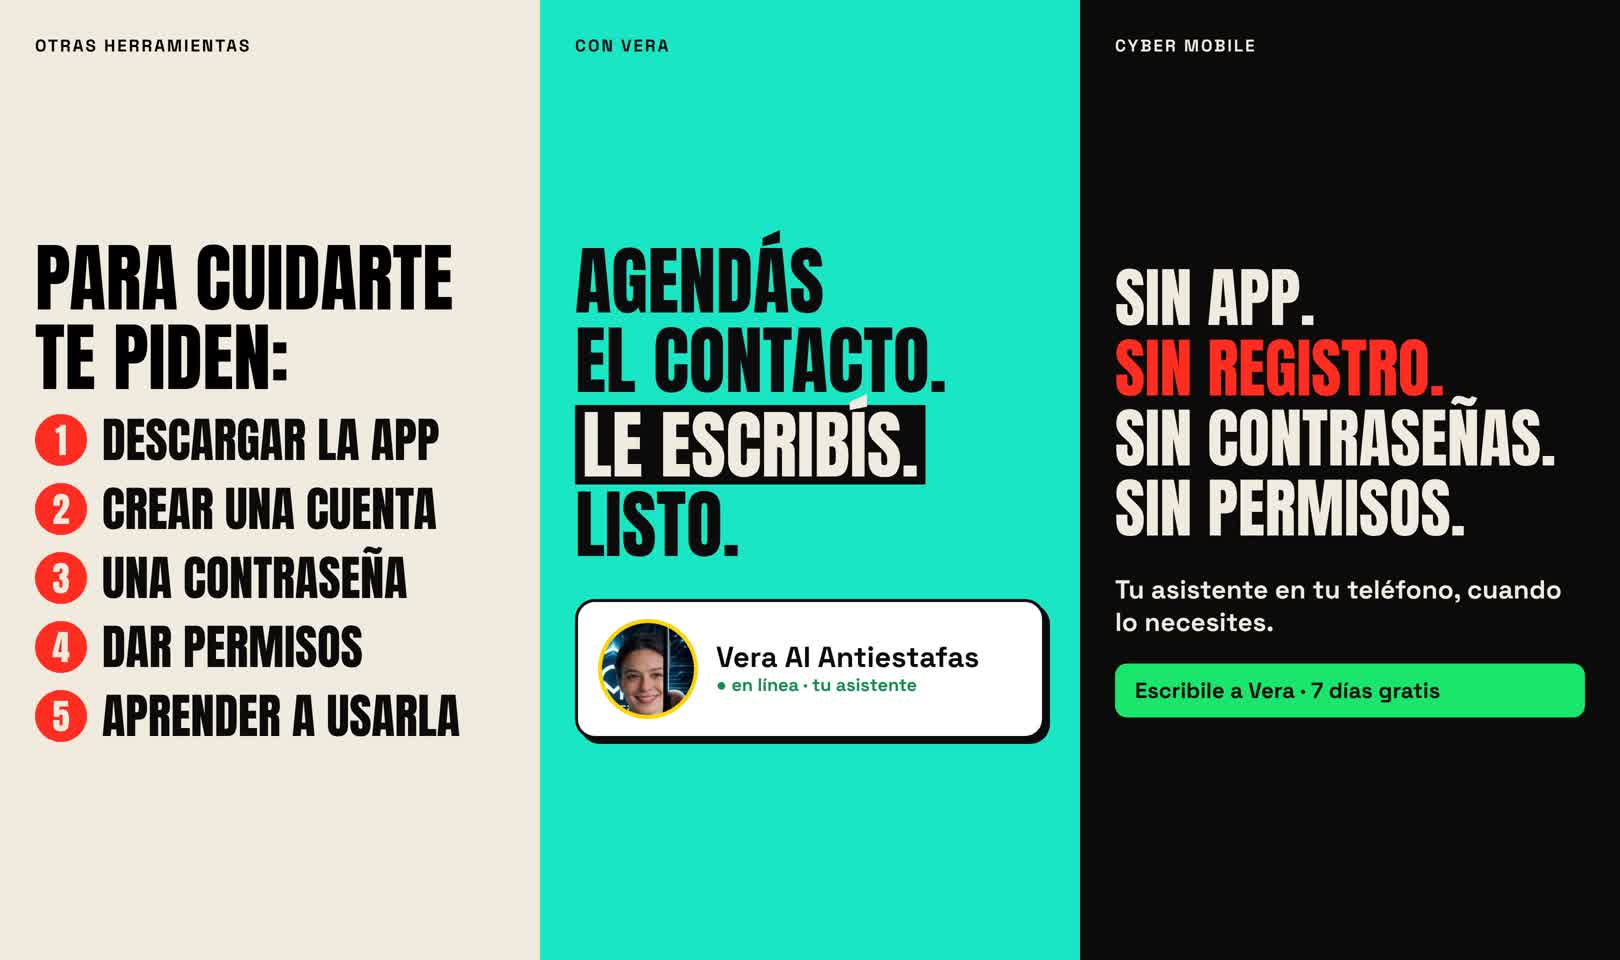 OTRAS HERRAMIENTAS
PARA CUIDARTE
TE PIDEN:
1 DESCARGAR LA APP
2 CREAR UNA CUENTA
3 UNA CONTRASEÑA
4 DAR PERMISOS
5 APRENDER A USARLA
CON VERA
AGENDÁS
EL CONTACTO.
LE ESCRIBÍS.
LISTO.
Vera AI Antiestafas
● en línea · tu asistente
CYBER MOBILE
SIN APP.
SIN REGISTRO.
SIN CONTRASEÑAS.
SIN PERMISOS.
Tu asistente en tu teléfono, cuando
lo necesites.
Escribile a Vera · 7 días gratis